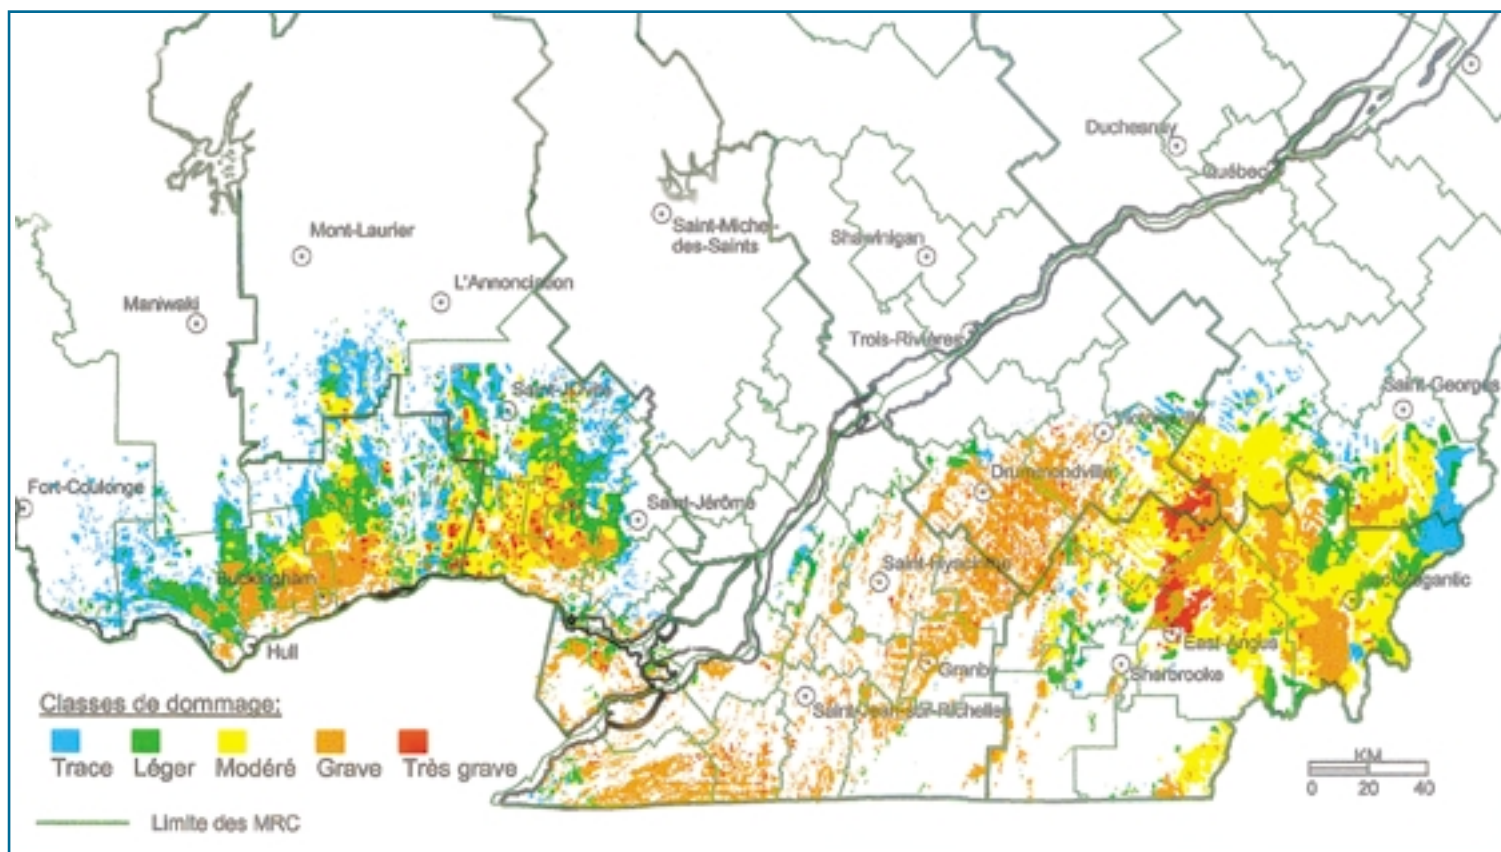 Duchesnay
Québec
Mont-Laurier
Saint-Michel-
des-Saints
Shawinigan
L'Annonciation
Maniwaki
Trois-Rivières
Saint-Georges
Saint-Jovite
Fort-Coulonge
Drummondville
Saint-Jérôme
Saint-Hyacinthe
Buckingham
Lac-Mégantic
Hull
East-Angus
Granby
Sherbrooke
Saint-Jean-sur-Richelieu
Classes de dommage:
Trace Léger Modéré Grave Très grave
KM
0 20 40
Limite des MRC